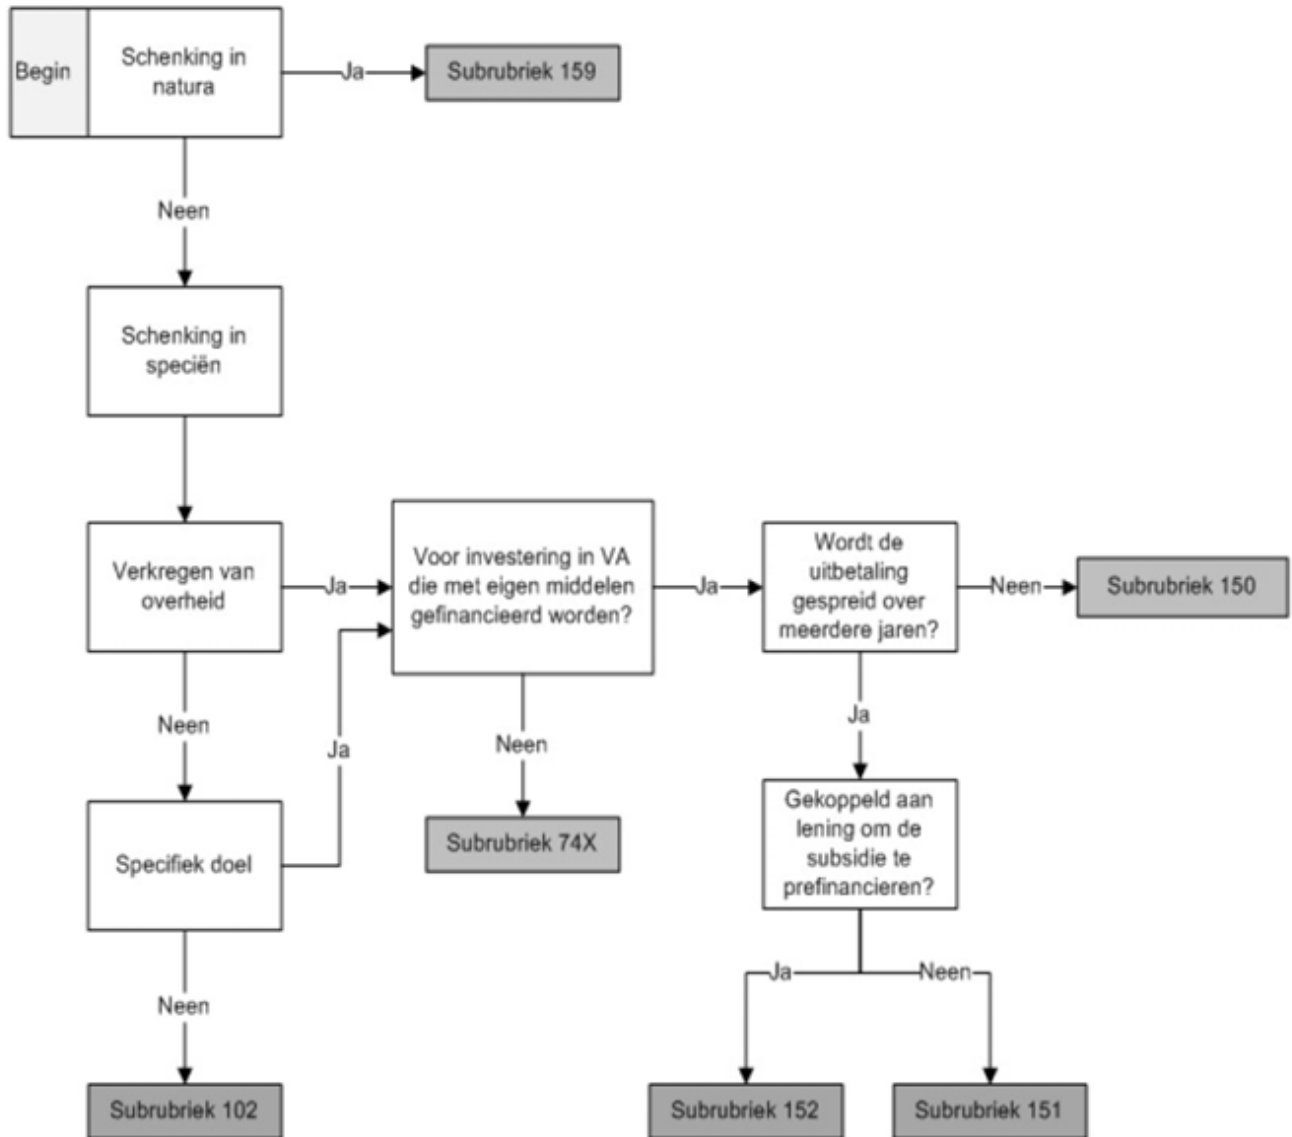 Begin
Schenking in
natura
Ja
Subrubriek 159
Neen
Schenking in
speciën
Verkregen van
overheid
Ja
Voor investering in VA
die met eigen middelen
gefinancieerd worden?
Ja
Wordt de
uitbetaling
gespreid over
meerdere jaren?
Neen
Subrubriek 150
Neen
Ja
Neen
Ja
Specifiek doel
Subrubriek 74X
Gekoppeld aan
lening om de
subsidie te
prefinancieren?
Neen
Ja
Neen
Subrubriek 102
Subrubriek 152
Subrubriek 151